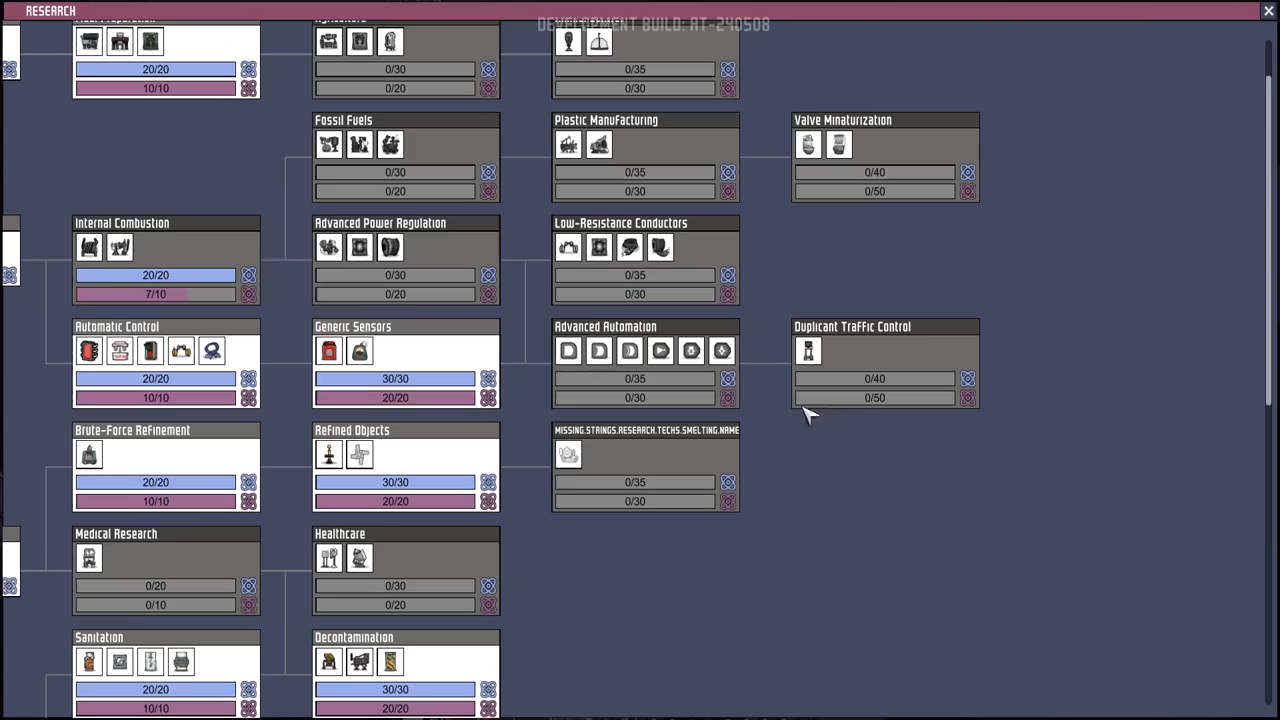 RESEARCH
DEVELOPMENT BUILD: AT-240508
20/20
10/10
0/30
0/20
0/35
0/30
Fossil Fuels
0/30
0/20
Plastic Manufacturing
0/35
0/30
Valve Minaturization
0/40
0/50
Internal Combustion
20/20
7/10
Advanced Power Regulation
0/30
0/20
Low-Resistance Conductors
0/35
0/30
Automatic Control
20/20
10/10
Generic Sensors
30/30
20/20
Advanced Automation
0/35
0/30
Duplicant Traffic Control
0/40
0/50
Brute-Force Refinement
20/20
10/10
Refined Objects
30/30
20/20
MISSING.STRINGS.RESEARCH.TECHS.SMELTING.NAME
0/35
0/30
Medical Research
0/20
0/10
Healthcare
0/30
0/20
Sanitation
20/20
10/10
Decontamination
30/30
20/20